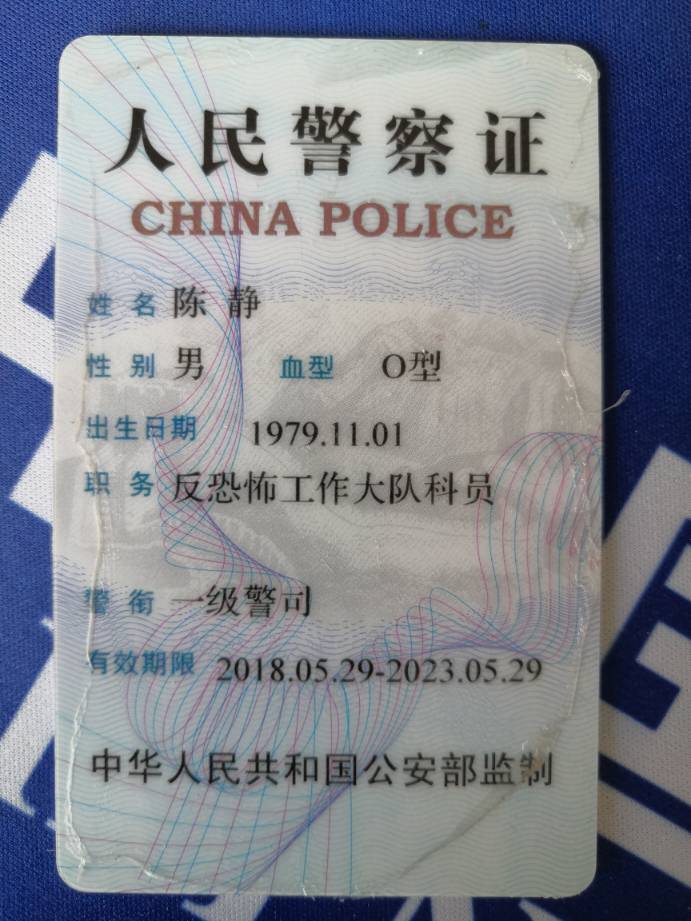 人民警察证
CHINA POLICE
姓名 陈静
性别 男 血型 O型
出生日期 1979.11.01
职务 反恐怖工作大队科员
警衔 一级警司
有效期限 2018.05.29-2023.05.29
中华人民共和国公安部监制